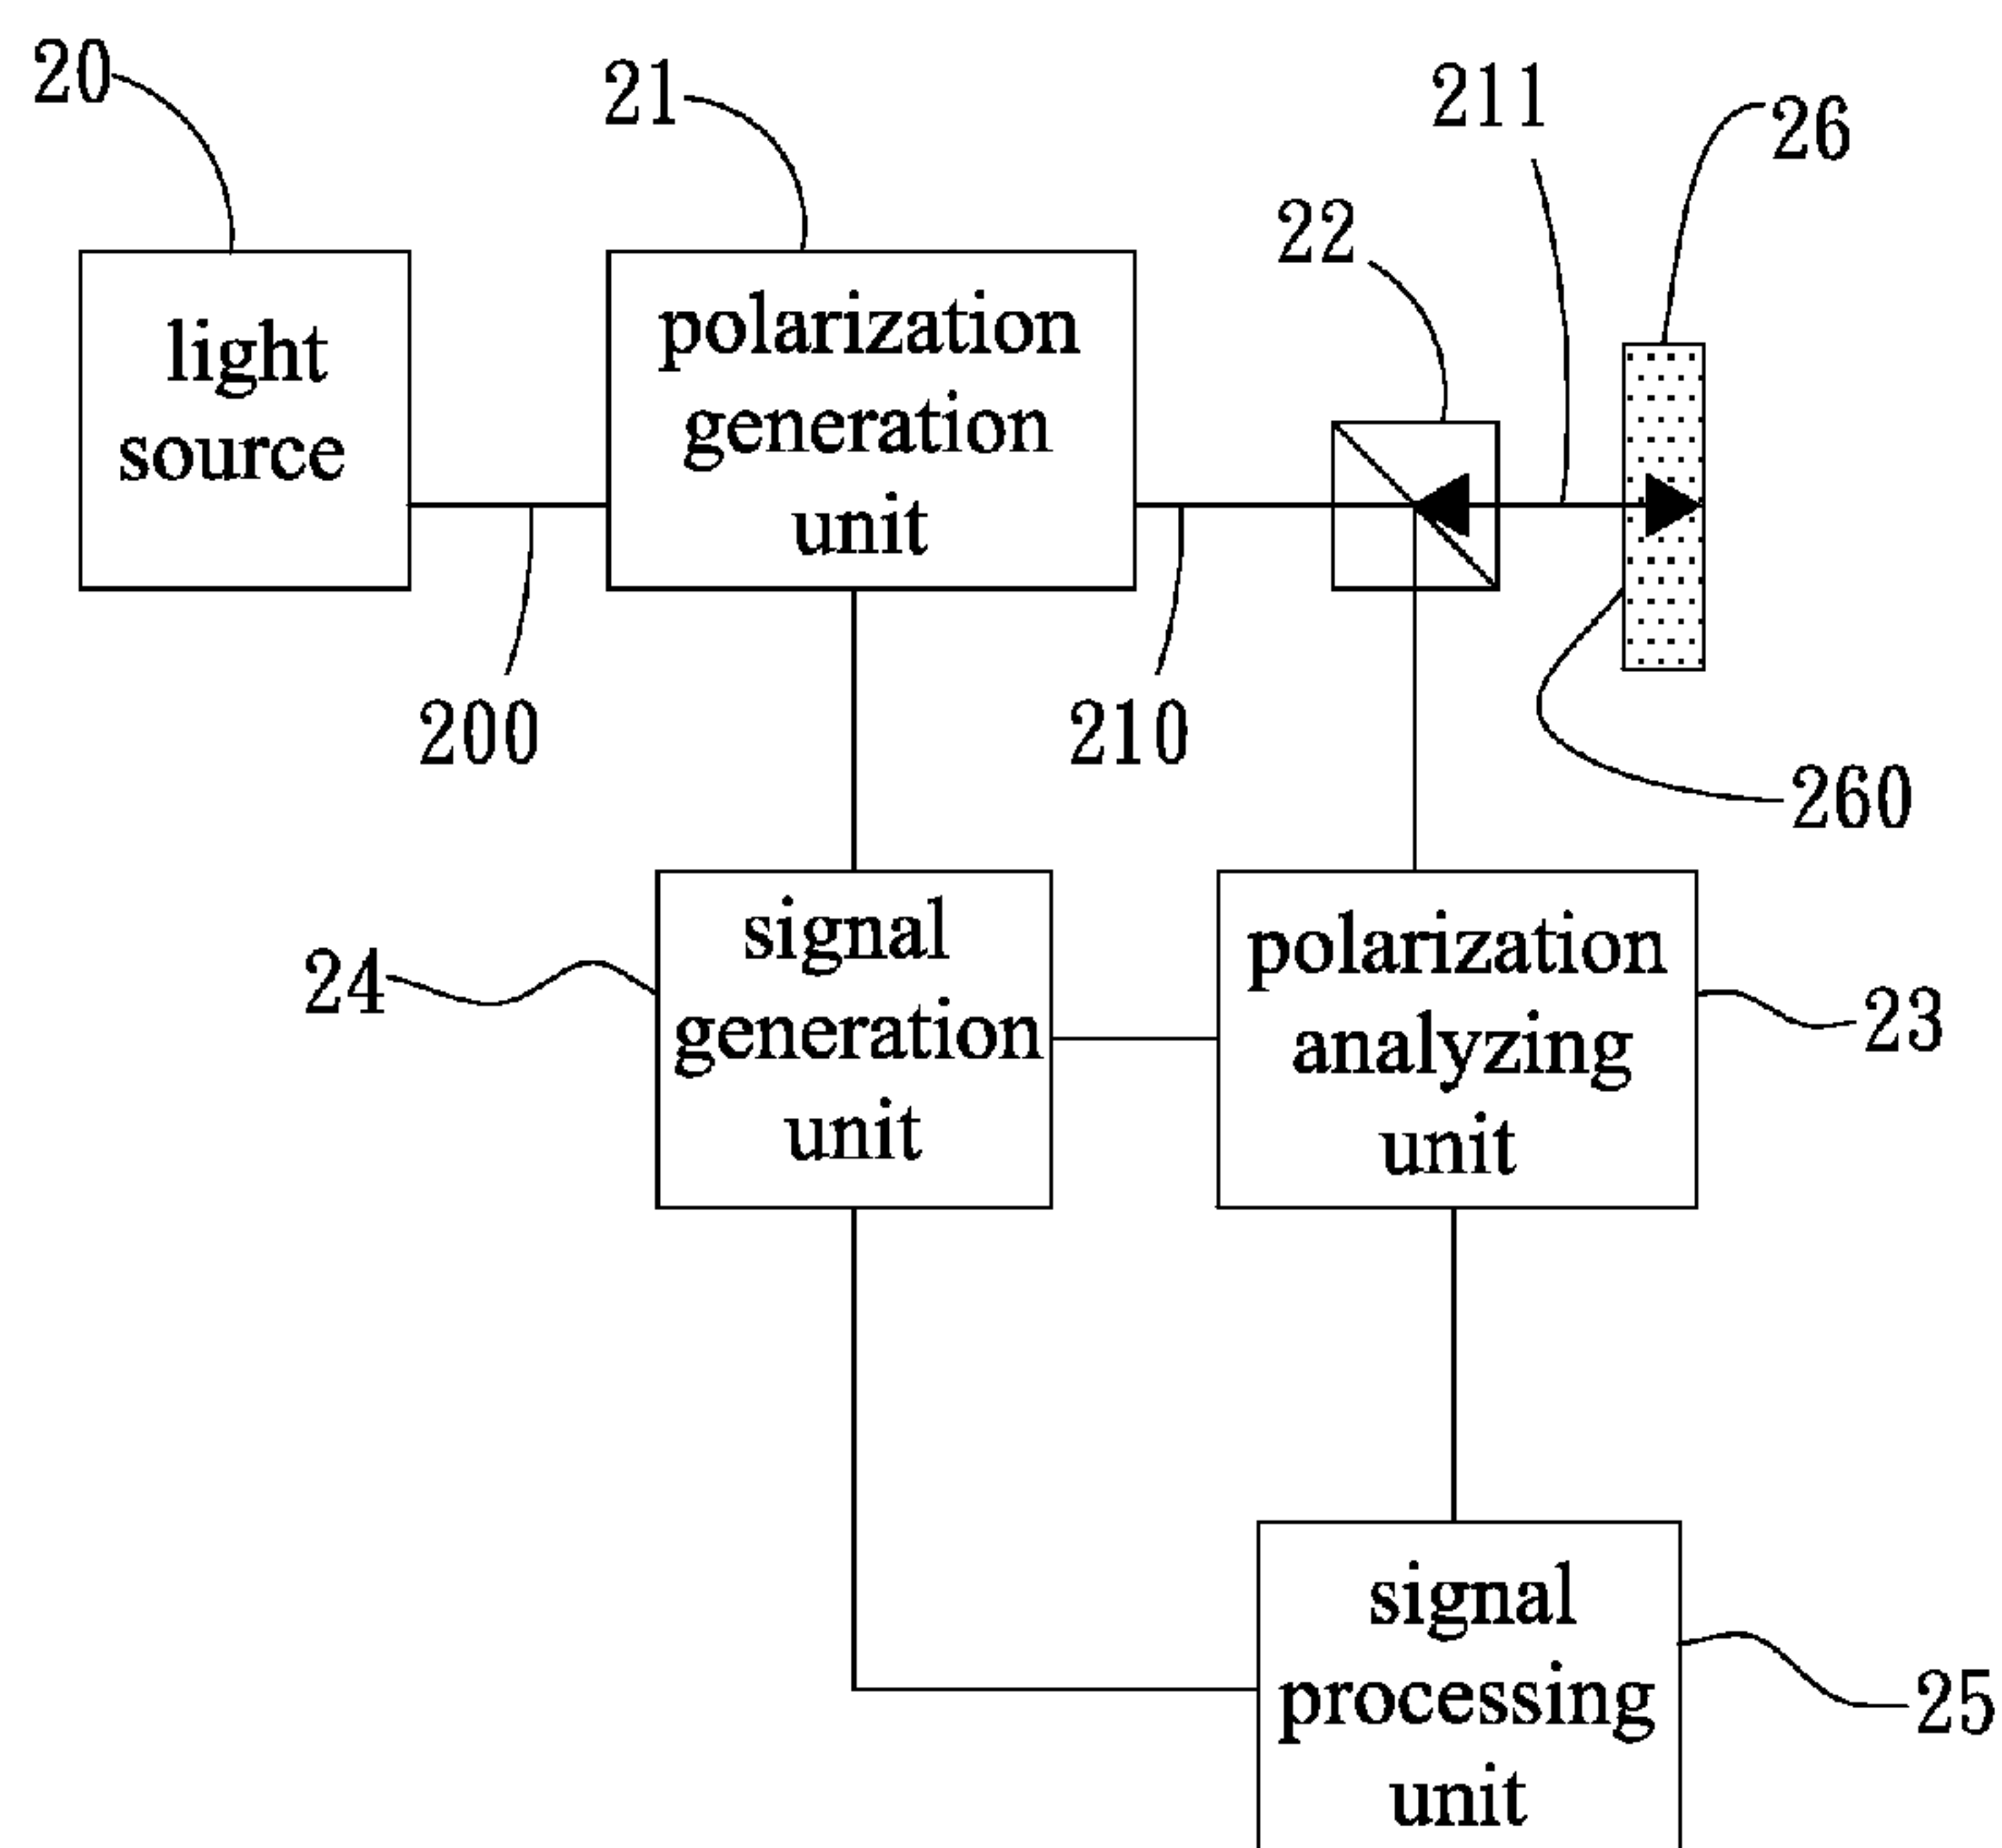 20
21
211
26
22
light
source
polarization
generation
unit
200
210
260
signal
generation
unit
24
polarization
analyzing
unit
23
signal
processing
unit
25